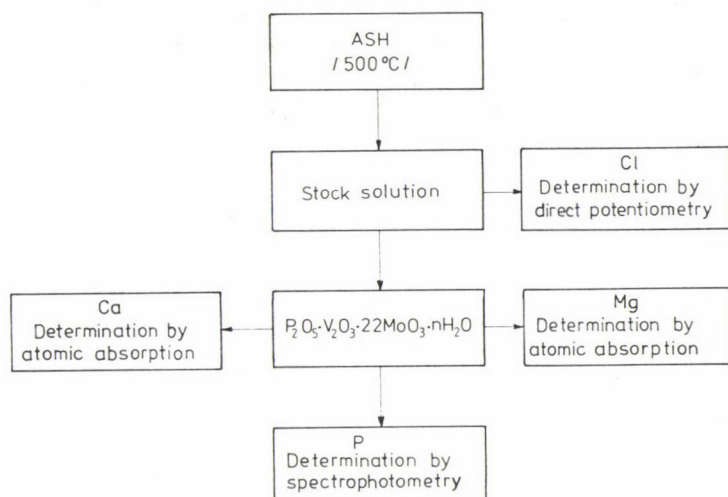 ASH
/ 500 °C /
Stock solution
Cl
Determination by
direct potentiometry
Ca
Determination by
atomic absorption
P₂O₅·V₂O₃·22MoO₃·nH₂O
Mg
Determination by
atomic absorption
P
Determination by
spectrophotometry